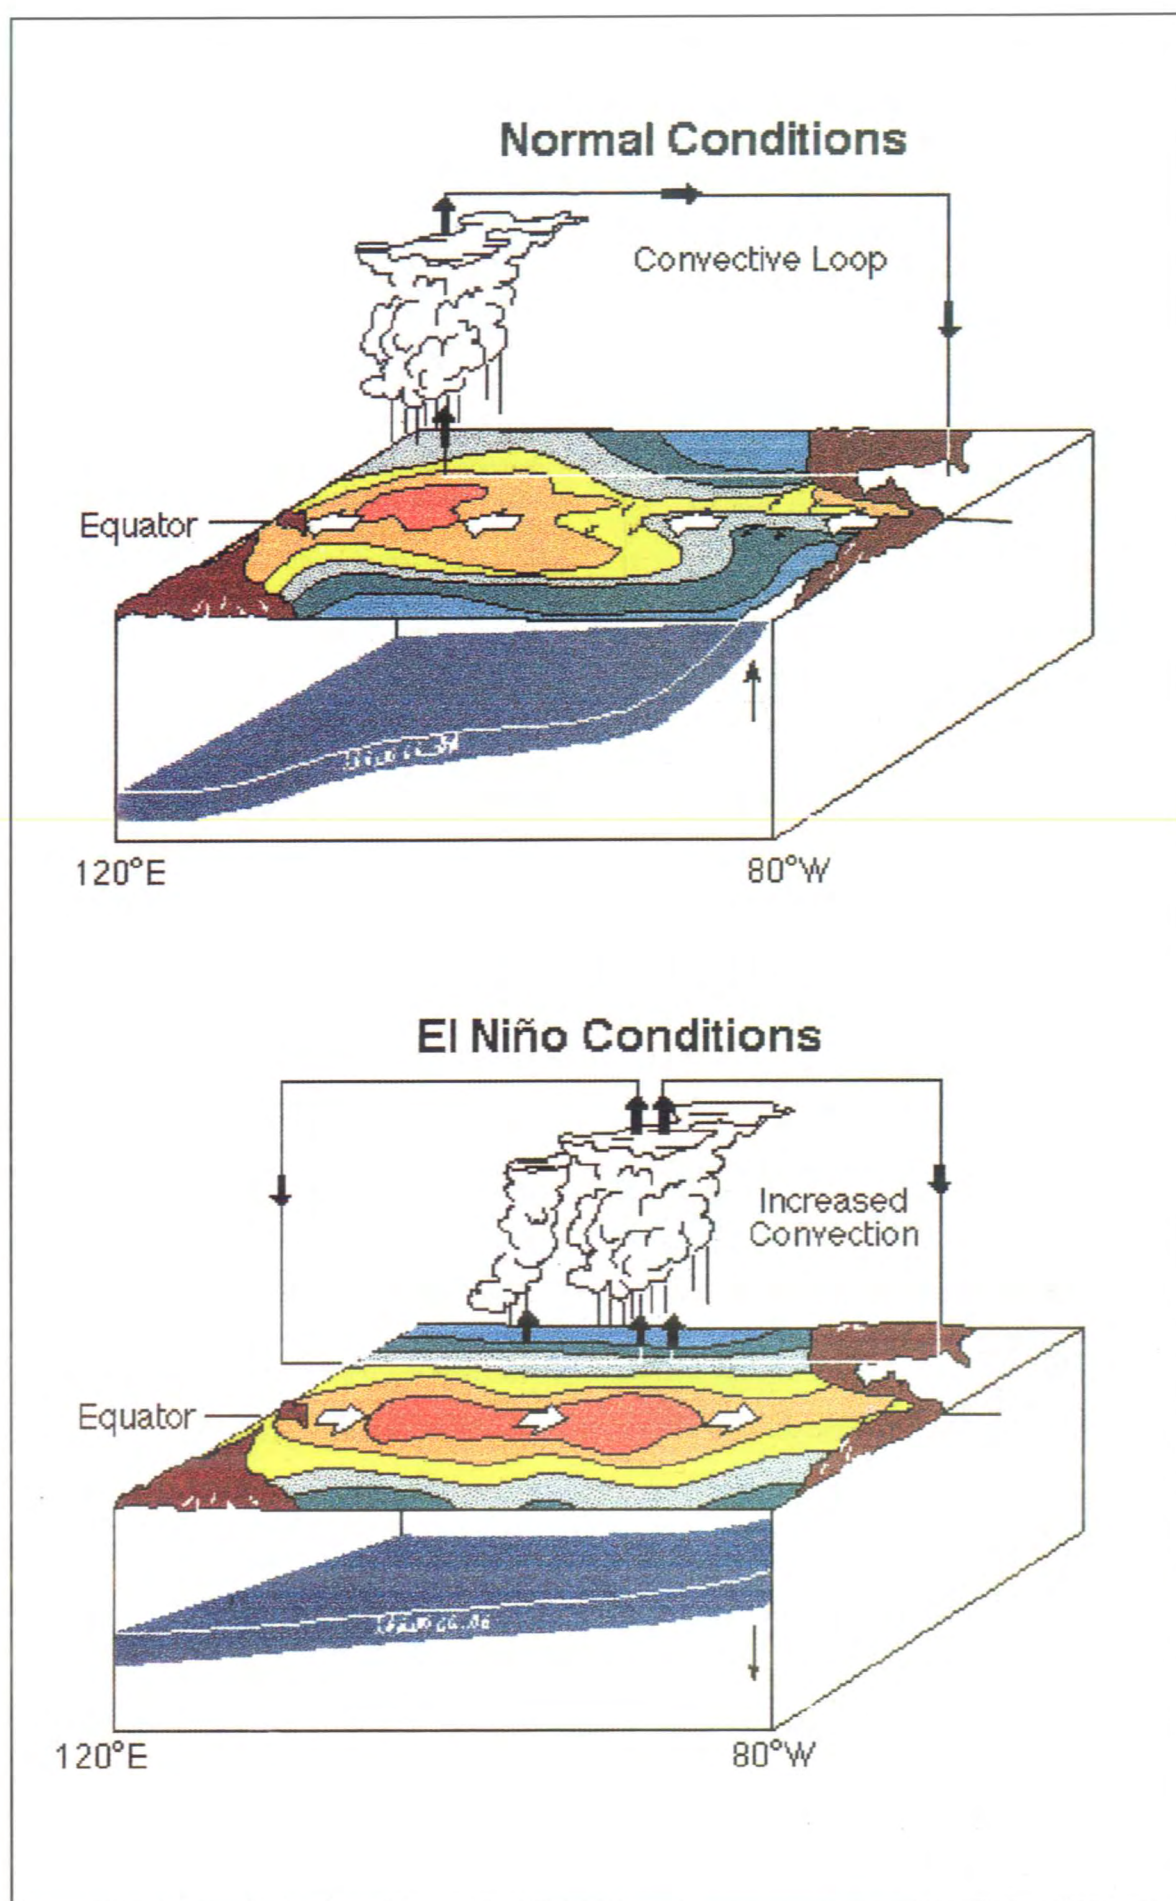 Normal Conditions
Convective Loop
Equator
120°E
80°W
El Niño Conditions
Increased
Convection
Equator
120°E
80°W